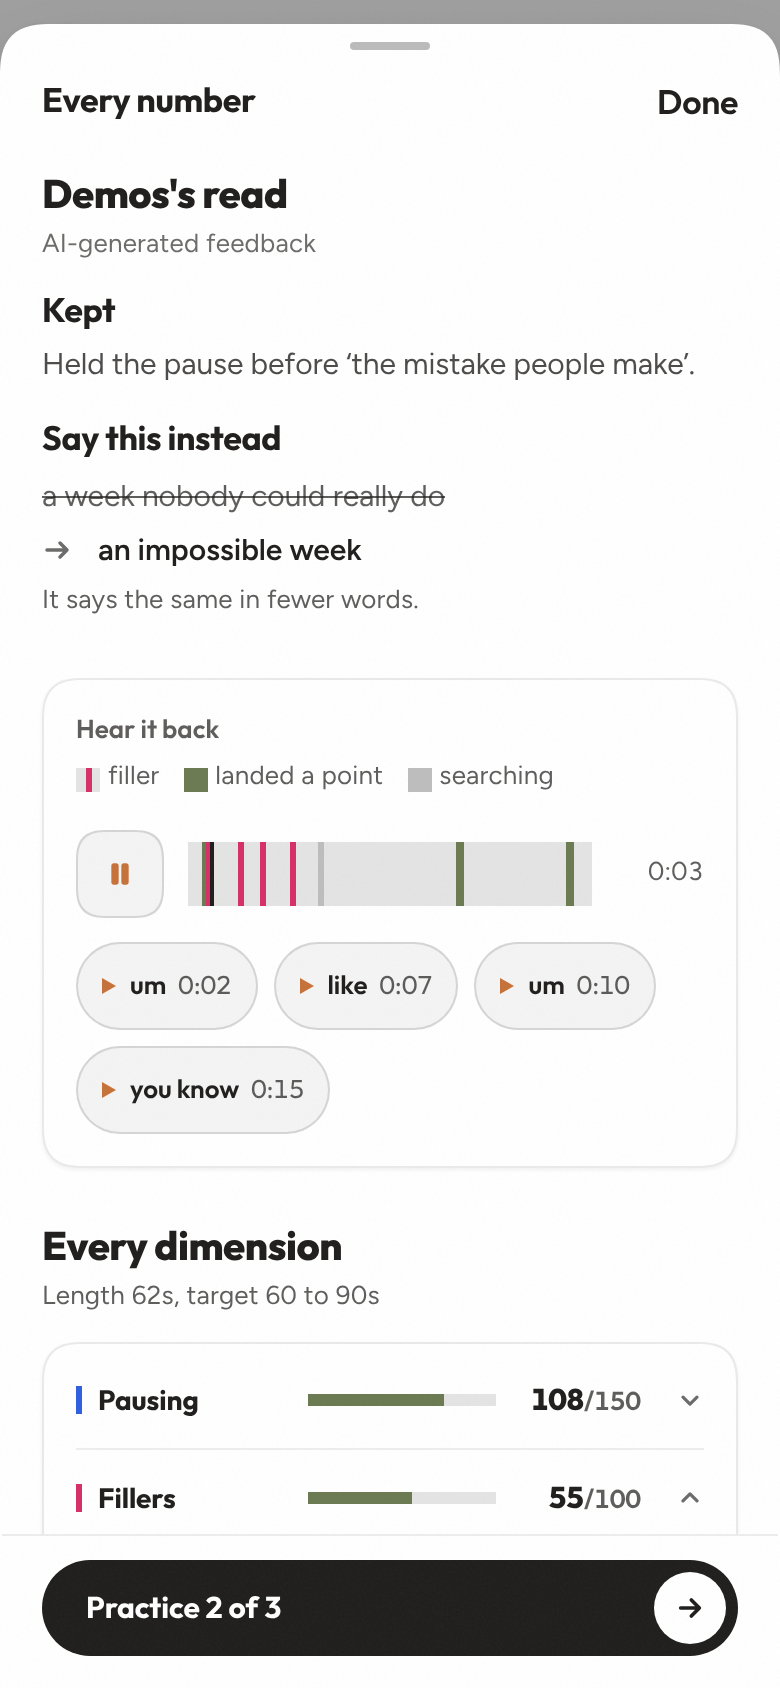 Every number
Done
Demos's read
AI-generated feedback
Kept
Held the pause before ‘the mistake people make’.
Say this instead
a week nobody could really do
→ an impossible week
It says the same in fewer words.
Hear it back
filler landed a point searching
0:03
um 0:02 like 0:07 um 0:10
you know 0:15
Every dimension
Length 62s, target 60 to 90s
Pausing 108/150
Fillers 55/100
Practice 2 of 3